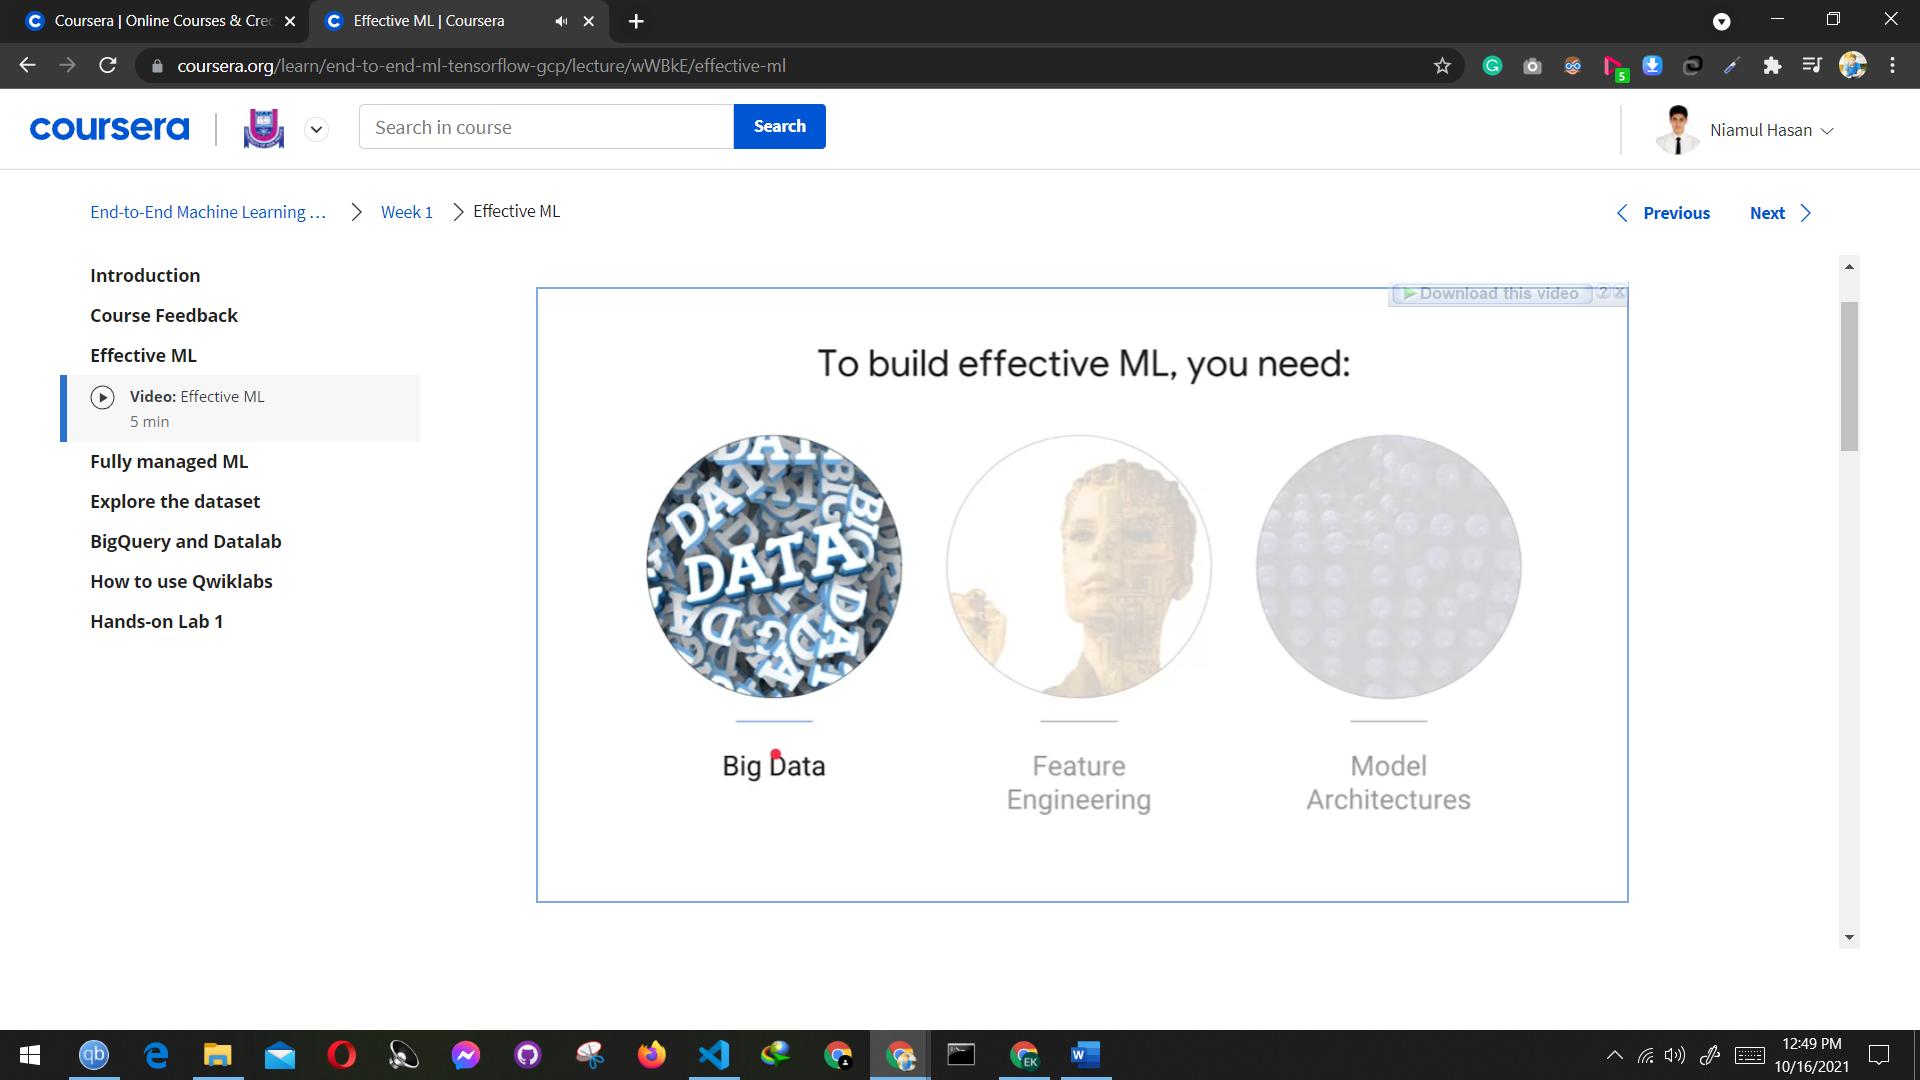 Coursera | Online Courses & Cre
Effective ML | Coursera
coursera.org/learn/end-to-end-ml-tensorflow-gcp/lecture/wWBkE/effective-ml
5
coursera
Search in course
Search
Niamul Hasan
End-to-End Machine Learning ...
Week 1
Effective ML
Previous
Next
Introduction
Course Feedback
Effective ML
Video: Effective ML
5 min
Fully managed ML
Explore the dataset
BigQuery and Datalab
How to use Qwiklabs
Hands-on Lab 1
Download this video
To build effective ML, you need:
DATA
BIG
DATA
Big Data
Feature
Engineering
Model
Architectures
qb
EK
12:49 PM
10/16/2021